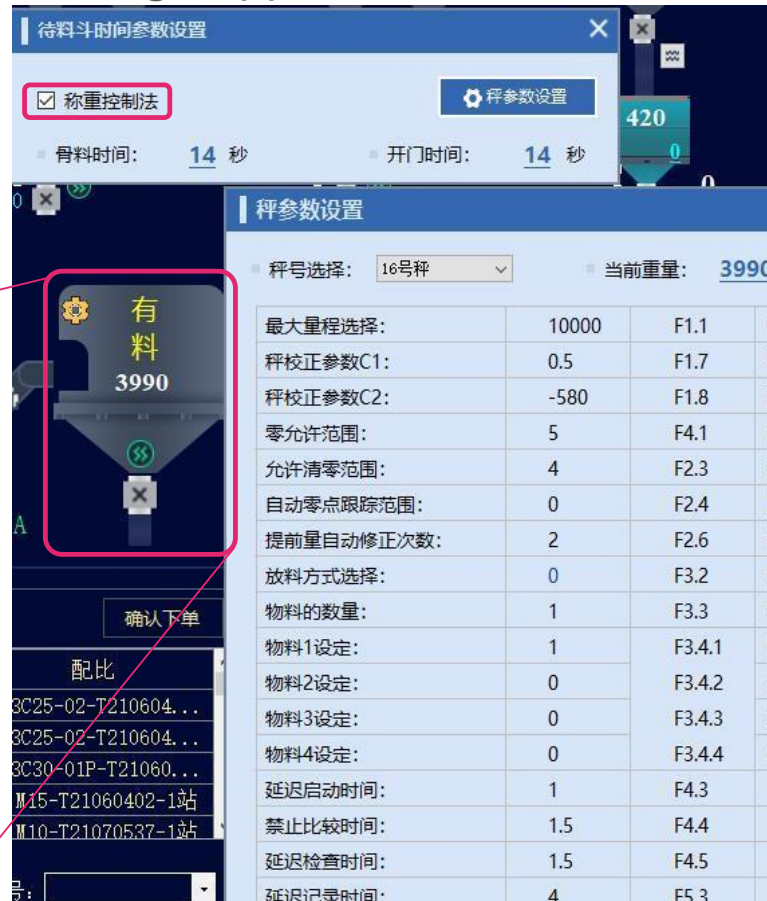 待料斗时间参数设置
称重控制法
秤参数设置
骨料时间： 14 秒 开门时间： 14 秒
420
0
0
0
秤参数设置
秤号选择： 16号秤 当前重量： 3990
有
料
3990
A
最大量程选择： 10000 F1.1
秤校正参数C1： 0.5 F1.7
秤校正参数C2： -580 F1.8
零允许范围： 5 F4.1
允许清零范围： 4 F2.3
自动零点跟踪范围： 0 F2.4
提前量自动修正次数： 2 F2.6
放料方式选择： 0 F3.2
物料的数量： 1 F3.3
物料1设定： 1 F3.4.1
物料2设定： 0 F3.4.2
物料3设定： 0 F3.4.3
物料4设定： 0 F3.4.4
延迟启动时间： 1 F4.3
禁止比较时间： 1.5 F4.4
延迟检查时间： 1.5 F4.5
延迟记录时间： 4 F5.3
确认下单
配比
3C25-02-T210604...
3C25-02-T210604...
3C30-01P-T21060...
M15-T21060402-1站
M10-T21070537-1站
号：